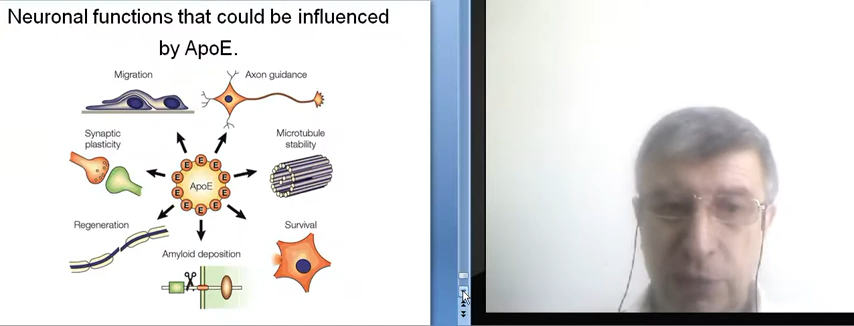 Neuronal functions that could be influenced
by ApoE.
Migration
Axon guidance
Synaptic
plasticity
Microtubule
stability
E
E
E
E
E
E
E
E
E
E
ApoE
Regeneration
Survival
Amyloid deposition